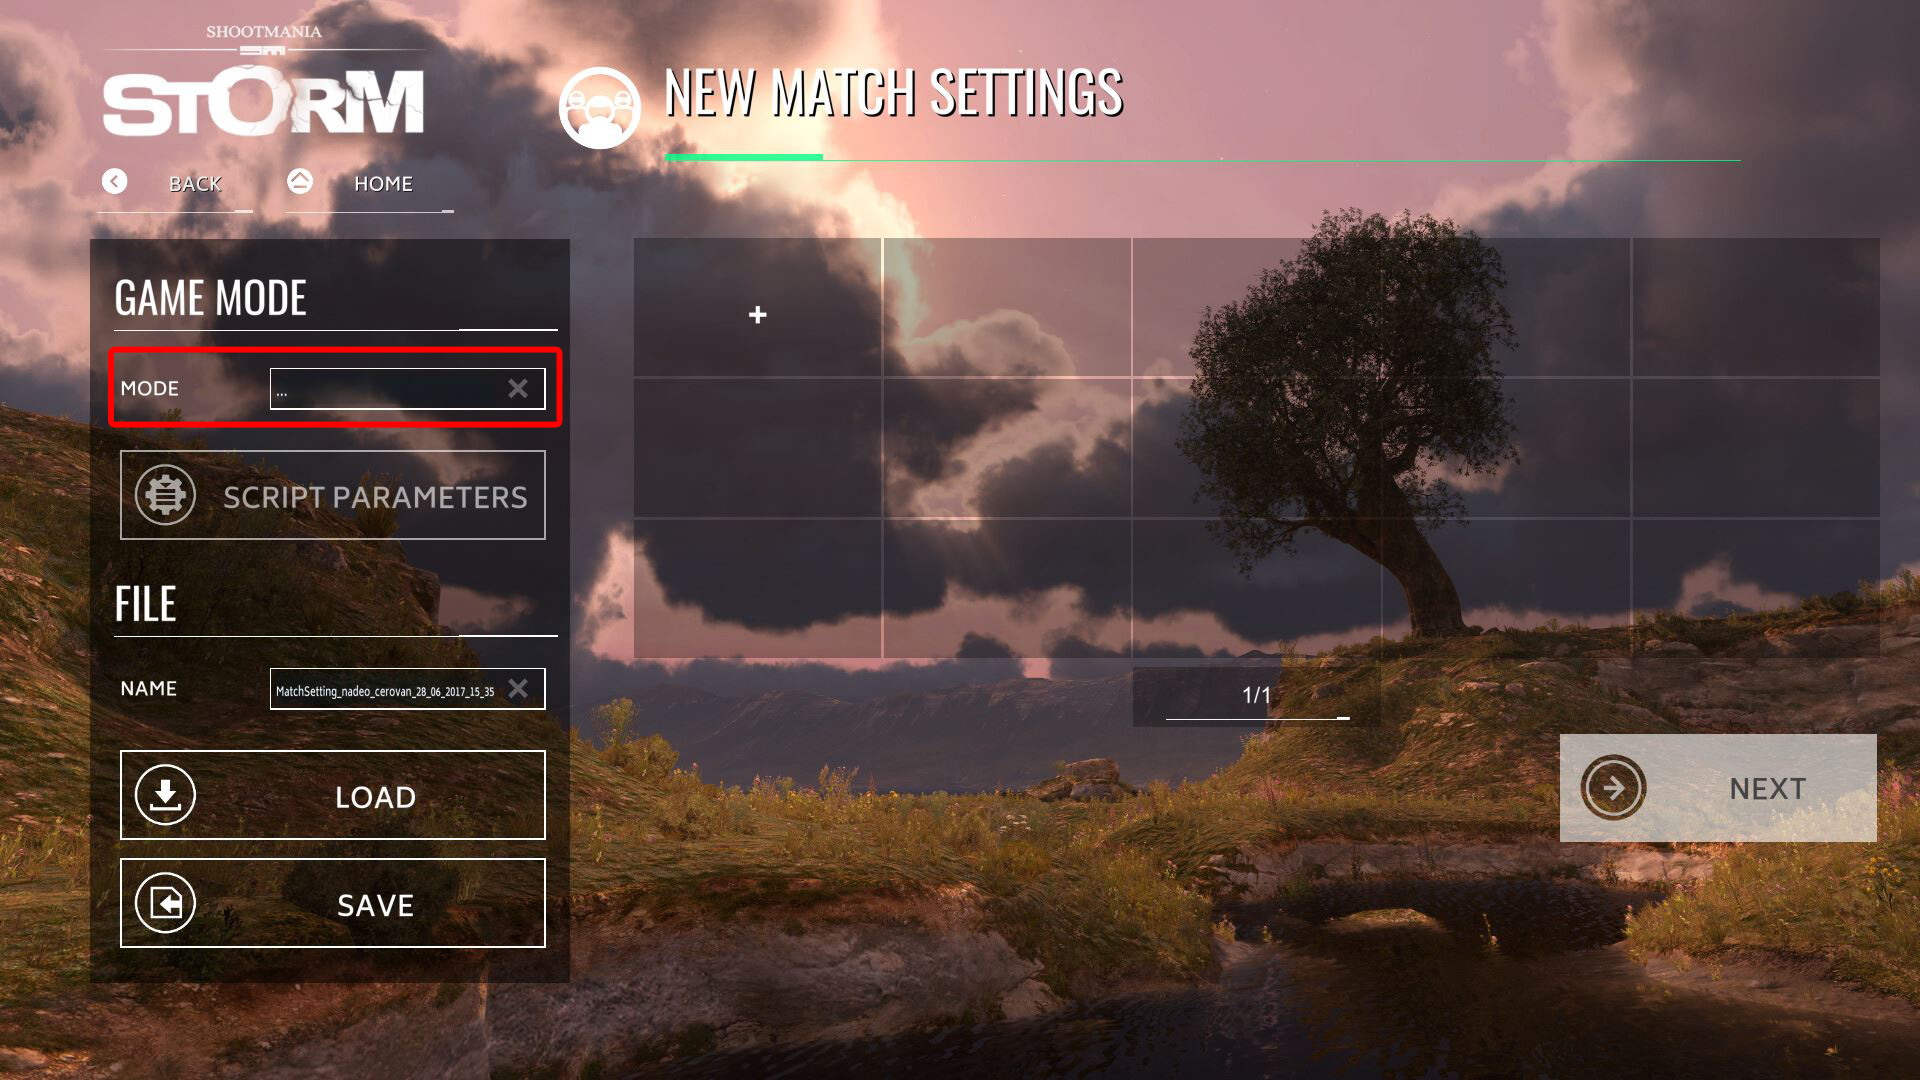 SHOOTMANIA
SM
STORM
NEW MATCH SETTINGS
BACK
HOME
GAME MODE
MODE
...
SCRIPT PARAMETERS
FILE
NAME
MatchSetting_nadeo_cerovan_28_06_2017_15_35
LOAD
SAVE
+
1/1
NEXT